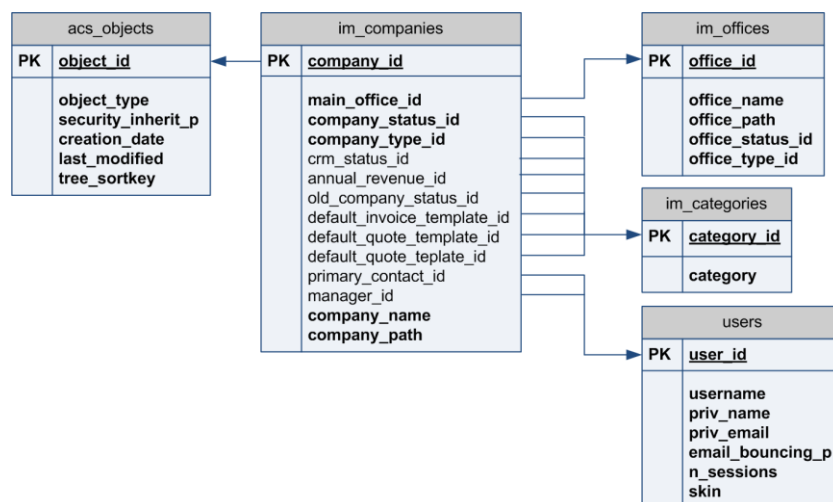 acs_objects
PK object_id
object_type
security_inherit_p
creation_date
last_modified
tree_sortkey
im_companies
PK company_id
main_office_id
company_status_id
company_type_id
crm_status_id
annual_revenue_id
old_company_status_id
default_invoice_template_id
default_quote_template_id
default_quote_teplate_id
primary_contact_id
manager_id
company_name
company_path
im_offices
PK office_id
office_name
office_path
office_status_id
office_type_id
im_categories
PK category_id
category
users
PK user_id
username
priv_name
priv_email
email_bouncing_p
n_sessions
skin